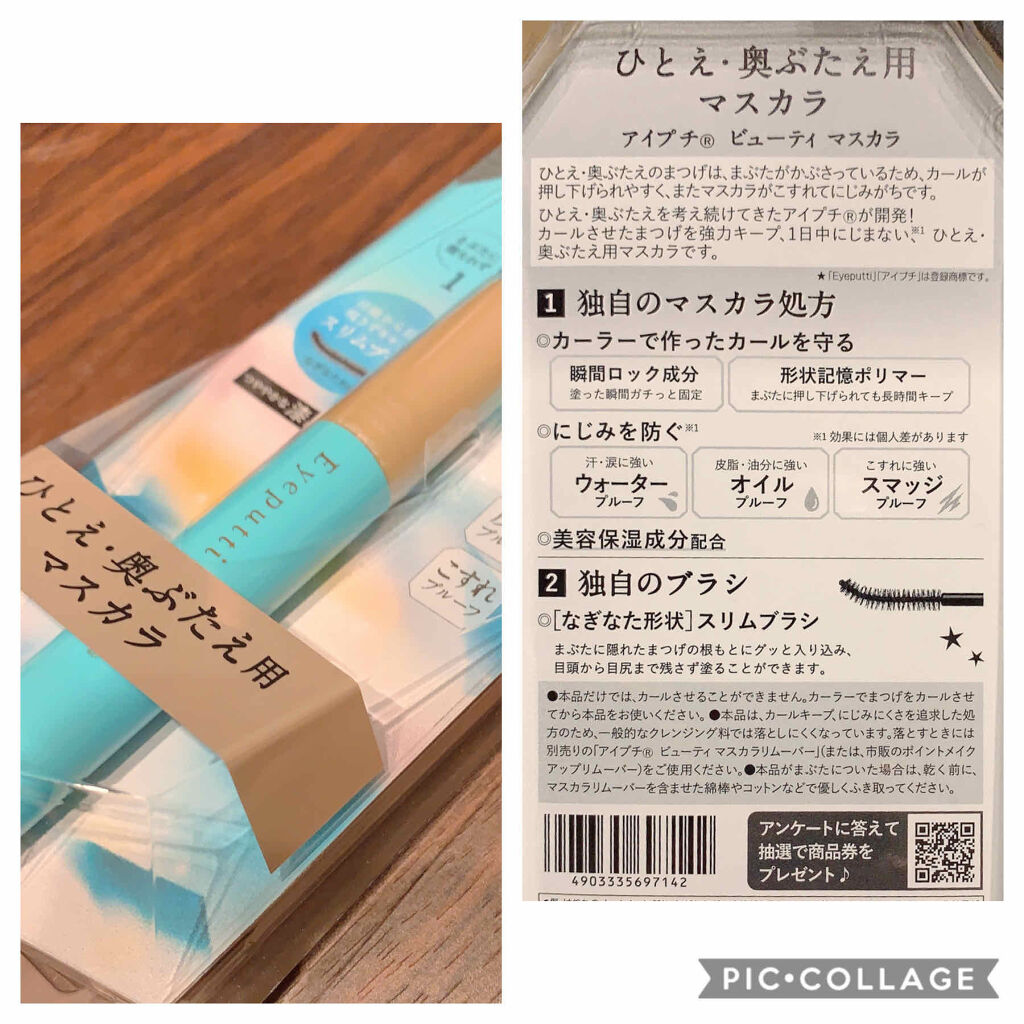 1
スリムブ
つややかな漆
Eyeputti
ひとえ・奥ぶたえ用
マスカラ
こすれ
プルーフ
ひとえ・奥ぶたえ用
マスカラ
アイプチ® ビューティ マスカラ
ひとえ・奥ぶたえのまつげは、まぶたがかぶさっているため、カールが
押し下げられやすく、またマスカラがこすれてにじみがちです。
ひとえ・奥ぶたえを考え続けてきたアイプチ®が開発!
カールさせたまつげを強力キープ、1日中にじまない、※1 ひとえ・
奥ぶたえ用マスカラです。
★「Eyeputti」「アイプチ」は登録商標です。
1 独自のマスカラ処方
◎カーラーで作ったカールを守る
瞬間ロック成分
塗った瞬間ガチっと固定
形状記憶ポリマー
まぶたに押し下げられても長時間キープ
◎にじみを防ぐ※1
※1 効果には個人差があります
汗・涙に強い
ウォーター
プルーフ
皮脂・油分に強い
オイル
プルーフ
こすれに強い
スマッジ
プルーフ
◎美容保湿成分配合
2 独自のブラシ
◎[なぎなた形状]スリムブラシ
まぶたに隠れたまつげの根もとにグッと入り込み、
目頭から目尻まで残さず塗ることができます。
●本品だけでは、カールさせることができません。カーラーでまつげをカールさせ
てから本品をお使いください。●本品は、カールキープ、にじみにくさを追求した処
方のため、一般的なクレンジング料では落としにくくなっています。落とすときには
別売りの「アイプチ® ビューティ マスカラリムーバー」(または、市販のポイントメイク
アップリムーバー)をご使用ください。●本品がまぶたについた場合は、乾く前に、
マスカラリムーバーを含ませた綿棒やコットンなどで優しくふき取ってください。
4903335697142
アンケートに答えて
抽選で商品券を
プレゼント♪
PIC•COLLAGE